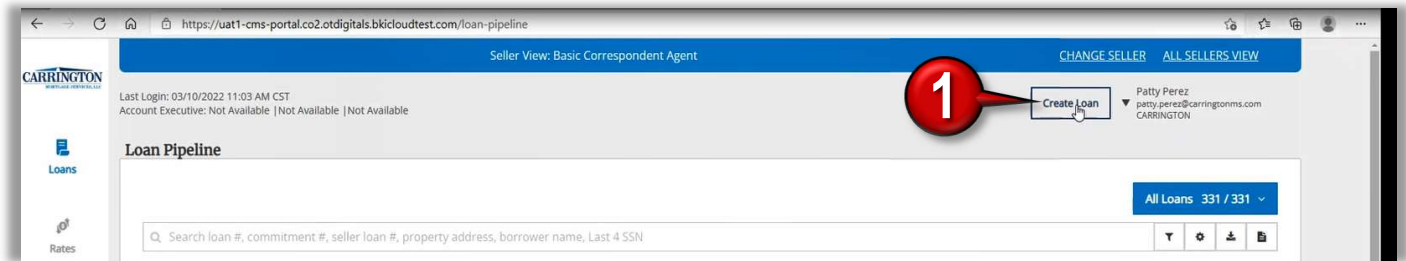 https://uat1-cms-portal.co2.otdigitals.bkicloudtest.com/loan-pipeline
Seller View: Basic Correspondent Agent
CHANGE SELLER ALL SELLERS VIEW
CARRINGTON
MORTGAGE SERVICES, LLC
Last Login: 03/10/2022 11:03 AM CST
Account Executive: Not Available |Not Available |Not Available
1
Create Loan
Patty Perez
patty.perez@carringtonms.com
CARRINGTON
Loans
Loan Pipeline
All Loans 331 / 331
Rates
Search loan #, commitment #, seller loan #, property address, borrower name, Last 4 SSN